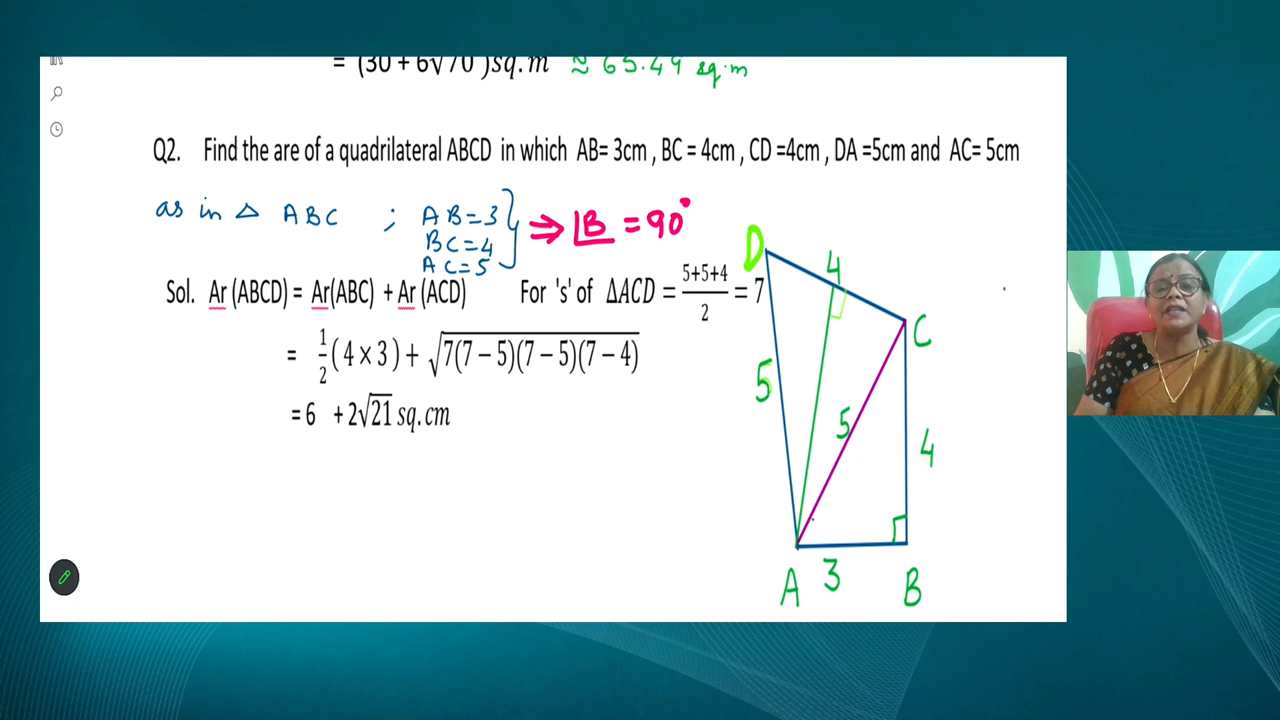 = (30 + 6√70 )sq.m ≈ 65.49 sq.m
Q2. Find the are of a quadrilateral ABCD in which AB= 3cm , BC = 4cm , CD =4cm , DA =5cm and AC= 5cm
as in △ ABC ; AB=3
BC=4
AC=5
⇒ ∠B = 90°
Sol. Ar (ABCD) = Ar(ABC) + Ar (ACD) For 's' of ΔACD = (5+5+4)/2 = 7
= 1/2 ( 4 × 3 ) + √7(7 − 5)(7 − 5)(7 − 4)
= 6 + 2√21 sq.cm
D
4
C
5
5
4
A
3
B